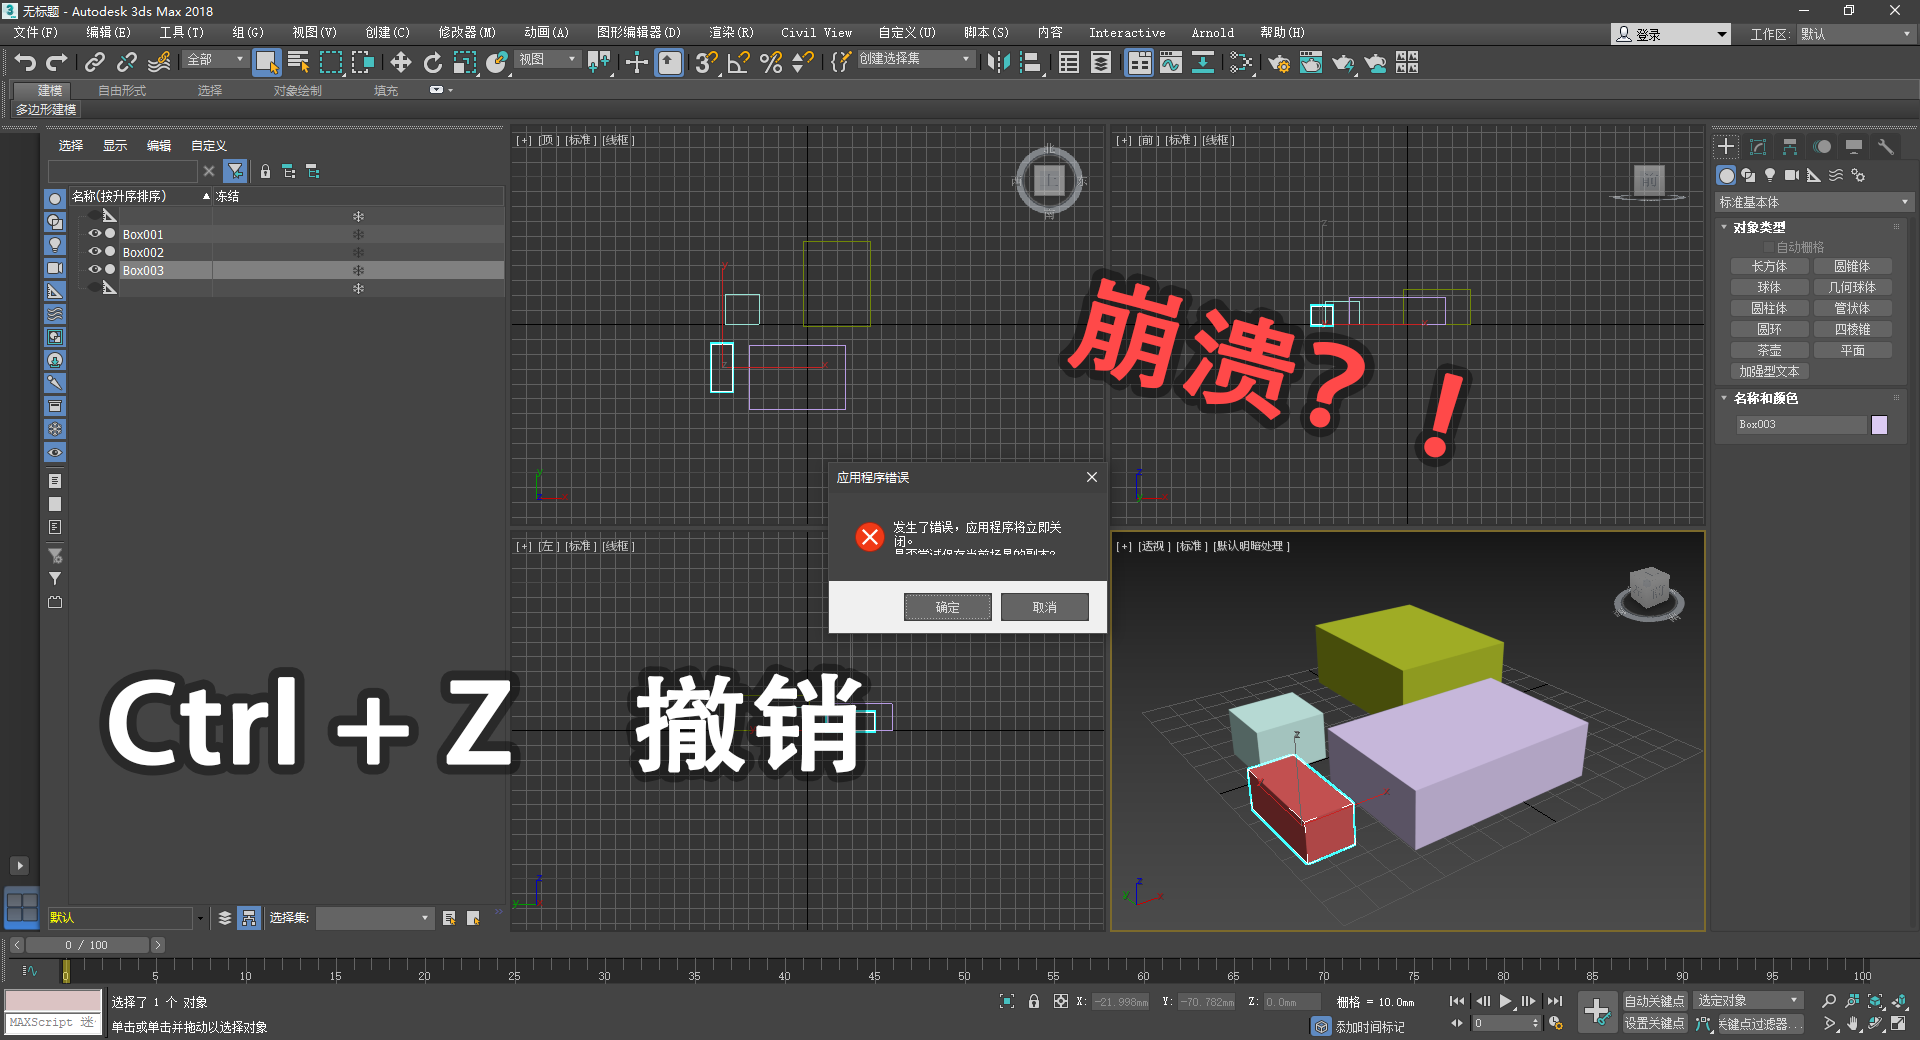 无标题 - Autodesk 3ds Max 2018
文件(F) 编辑(E) 工具(T) 组(G) 视图(V) 创建(C) 修改器(M) 动画(A) 图形编辑器(D) 渲染(R) Civil View 自定义(U) 脚本(S) 内容 Interactive Arnold 帮助(H) 登录 工作区: 默认
全部 视图 创建选择集
建模 自由形式 选择 对象绘制 填充
多边形建模
选择 显示 编辑 自定义
名称(按升序排序) ▲ 冻结
Box001
Box002
Box003
[+] [顶] [标准] [线框]
[+] [前] [标准] [线框]
[+] [左] [标准] [线框]
[+] [透视] [标准] [默认明暗处理]
标准基本体
对象类型
自动栅格
长方体 圆锥体
球体 几何球体
圆柱体 管状体
圆环 四棱锥
茶壶 平面
加强型文本
名称和颜色
Box003
崩溃?!
应用程序错误
发生了错误，应用程序将立即关
闭。
是否尝试保存当前场景的副本?
确定 取消
Ctrl + Z 撤销
默认 选择集:
0 / 100
0 5 10 15 20 25 30 35 40 45 50 55 60 65 70 75 80 85 90 95 100
选择了 1 个 对象 X: -21.998mm Y: -70.782mm Z: 0.0mm 栅格 = 10.0mm 自动关键点 选定对象
MAXScript 迷 单击或单击并拖动以选择对象 添加时间标记 0 设置关键点 关键点过滤器...